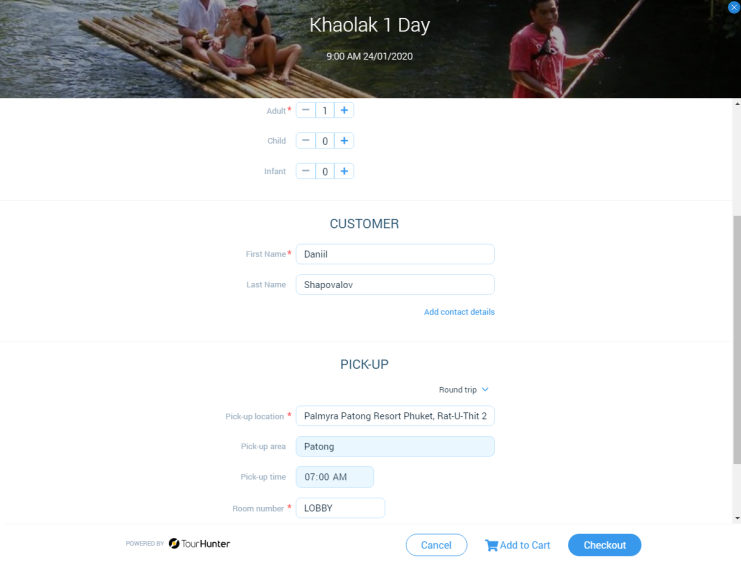 Khaolak 1 Day
9:00 AM 24/01/2020
Adult * 1
Child 0
Infant 0
CUSTOMER
First Name * Daniil
Last Name Shapovalov
Add contact details
PICK-UP
Round trip
Pick-up location * Palmyra Patong Resort Phuket, Rat-U-Thit 2
Pick-up area Patong
Pick-up time 07:00 AM
Room number * LOBBY
POWERED BY TourHunter Cancel Add to Cart Checkout